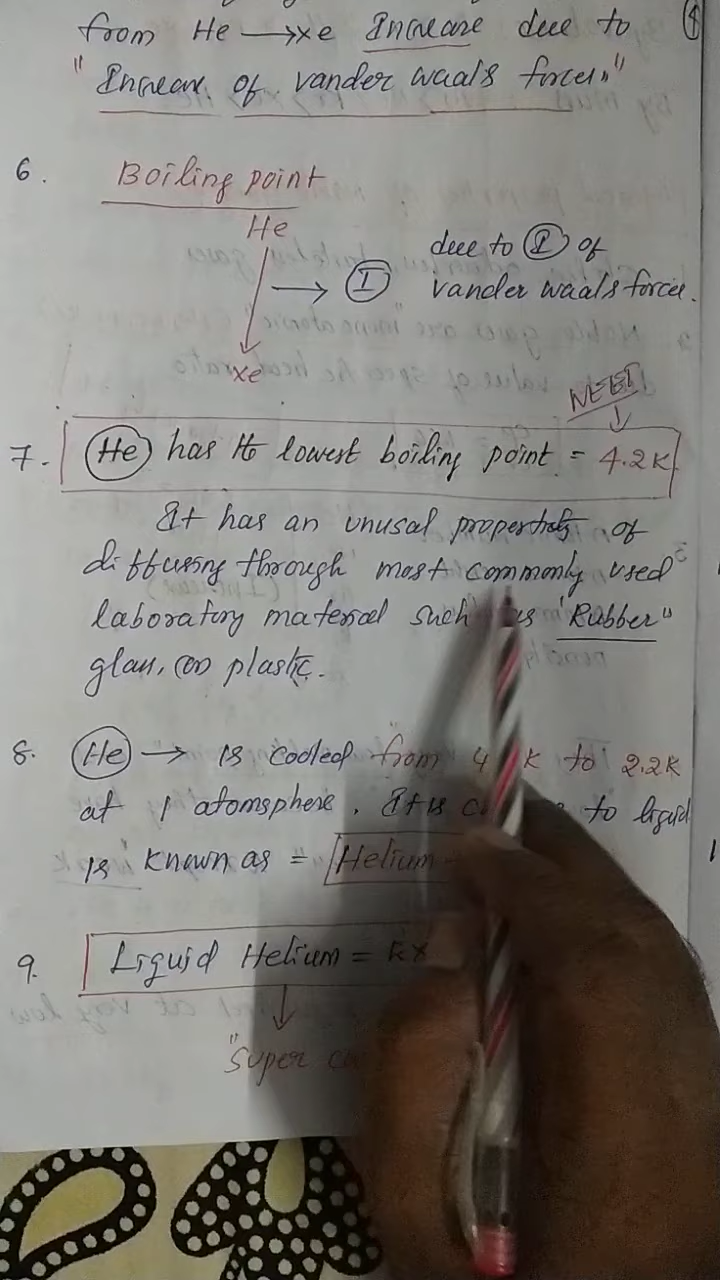 from He → xe Increase due to
"Increase of vander waals forces"
6. Boiling point
He
due to (I) of
→ (I) vander waals forces.
xe
NEET
7. (He) has the lowest boiling point = 4.2K
It has an unusal property of
diffusing through most commonly used
laboratory material such as "Rubber"
glass, (or) plastic.
8. (He) → is cooled from 4 K to 2.2K
at 1 atomsphere. It is to liquid
is known as = Helium
9. Liquid Helium =
"Super